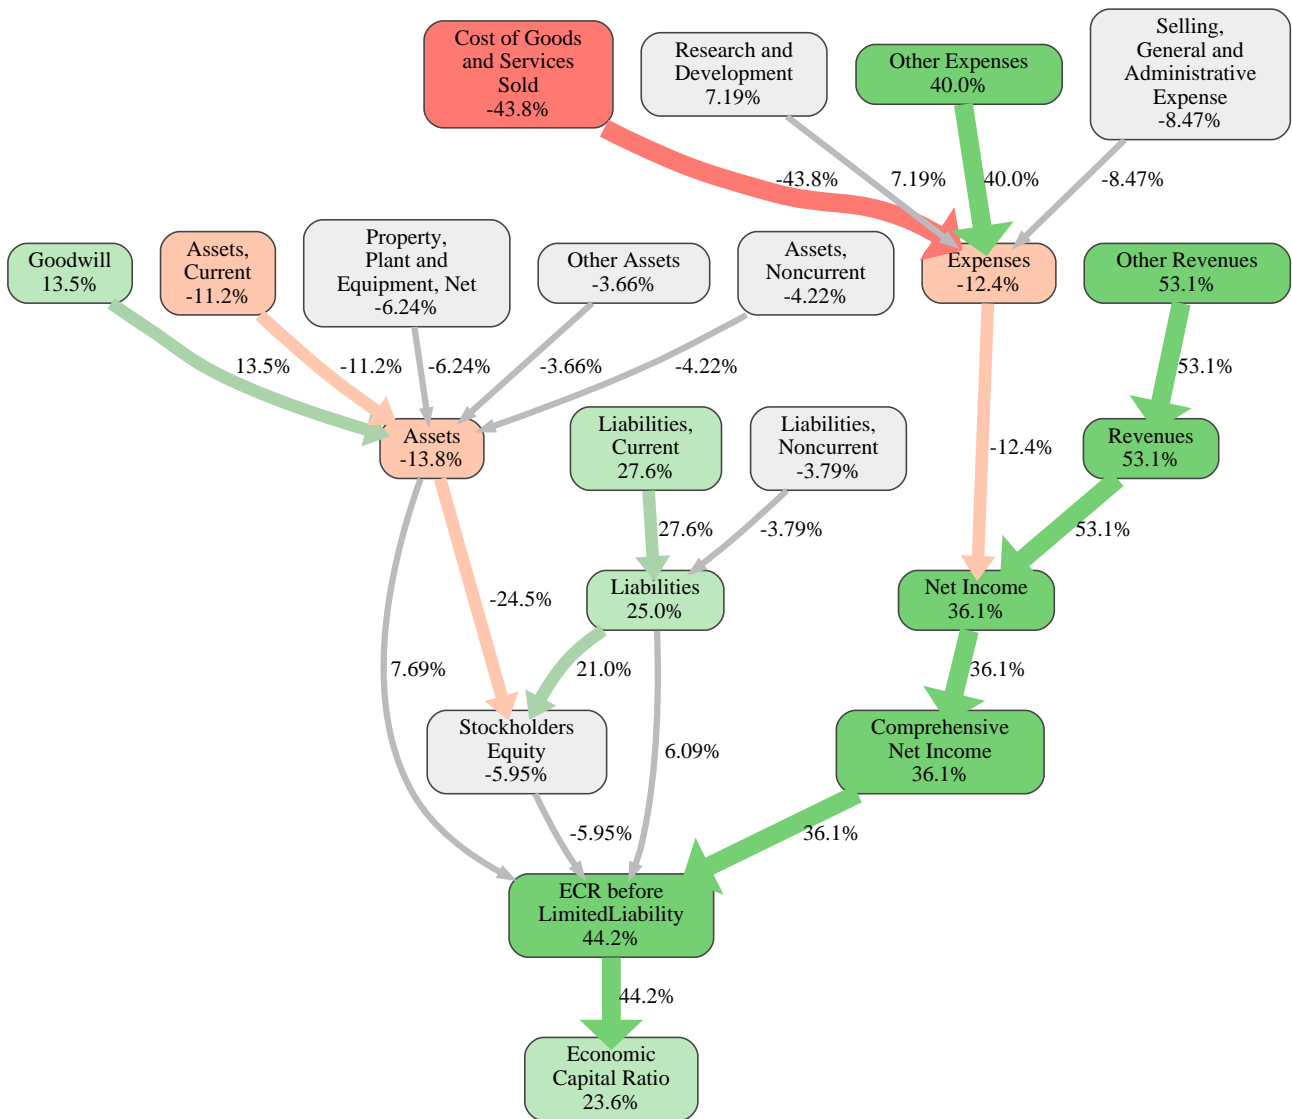 Cost of Goods
and Services
Sold
-43.8%
Research and
Development
7.19%
Other Expenses
40.0%
Selling,
General and
Administrative
Expense
-8.47%
-43.8%
7.19%
40.0%
-8.47%
Goodwill
13.5%
Assets,
Current
-11.2%
Property,
Plant and
Equipment, Net
-6.24%
Other Assets
-3.66%
Assets,
Noncurrent
-4.22%
Expenses
-12.4%
Other Revenues
53.1%
13.5%
-11.2%
-6.24%
-3.66%
-4.22%
53.1%
Assets
-13.8%
Liabilities,
Current
27.6%
Liabilities,
Noncurrent
-3.79%
-12.4%
Revenues
53.1%
27.6%
-3.79%
53.1%
-24.5%
Liabilities
25.0%
Net Income
36.1%
7.69%
21.0%
36.1%
Stockholders
Equity
-5.95%
6.09%
Comprehensive
Net Income
36.1%
-5.95%
36.1%
ECR before
LimitedLiability
44.2%
44.2%
Economic
Capital Ratio
23.6%